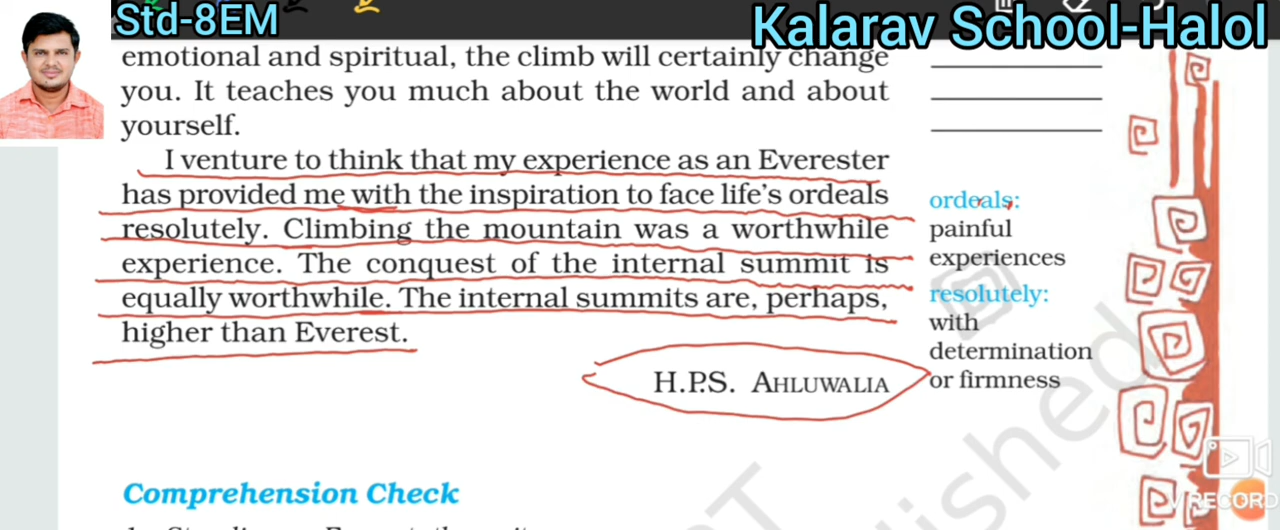 Std-8EM
Kalarav School-Halol
emotional and spiritual, the climb will certainly change
you. It teaches you much about the world and about
yourself.
I venture to think that my experience as an Everester
has provided me with the inspiration to face life's ordeals
resolutely. Climbing the mountain was a worthwhile
experience. The conquest of the internal summit is
equally worthwhile. The internal summits are, perhaps,
higher than Everest.
H.P.S. AHLUWALIA
ordeals:
painful
experiences
resolutely:
with
determination
or firmness
Comprehension Check
RECORD